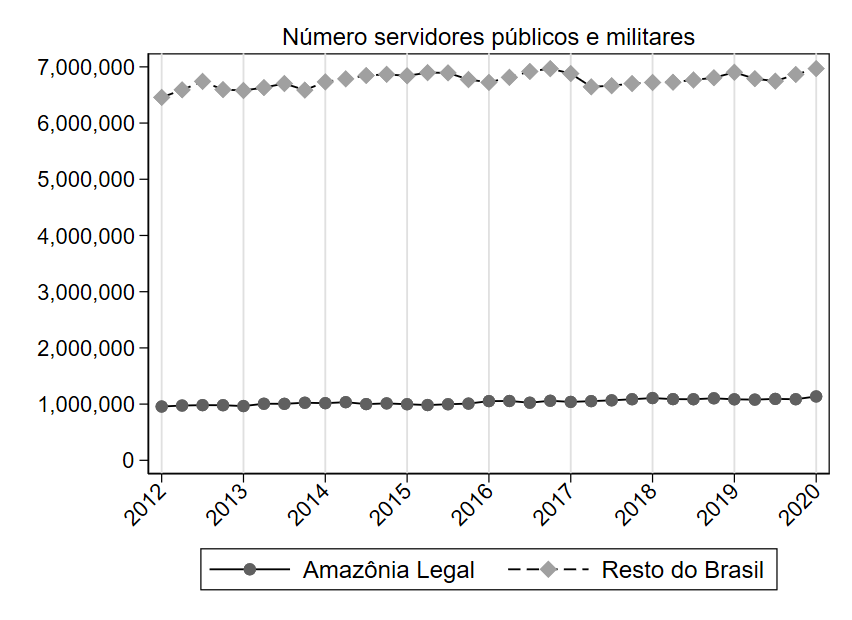 Número servidores públicos e militares
7,000,000
6,000,000
5,000,000
4,000,000
3,000,000
2,000,000
1,000,000
0
2012 2013 2014 2015 2016 2017 2018 2019 2020
Amazônia Legal Resto do Brasil